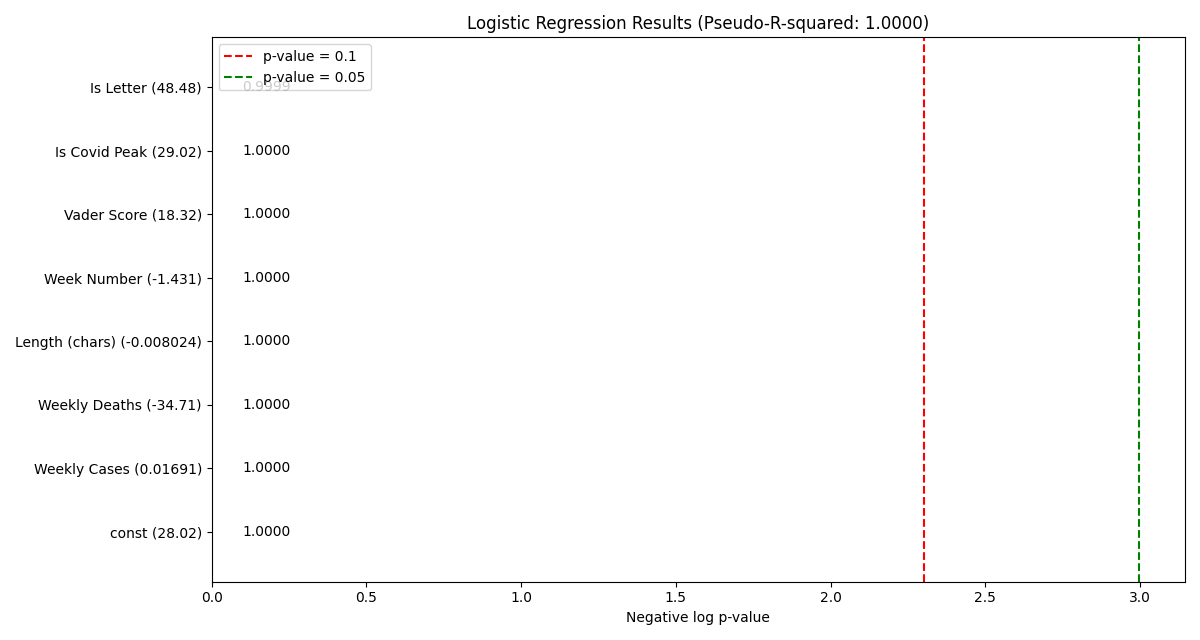 Logistic Regression Results (Pseudo-R-squared: 1.0000)
p-value = 0.1
p-value = 0.05
Is Letter (48.48) 0.9999
Is Covid Peak (29.02) 1.0000
Vader Score (18.32) 1.0000
Week Number (-1.431) 1.0000
Length (chars) (-0.008024) 1.0000
Weekly Deaths (-34.71) 1.0000
Weekly Cases (0.01691) 1.0000
const (28.02) 1.0000
0.0 0.5 1.0 1.5 2.0 2.5 3.0
Negative log p-value